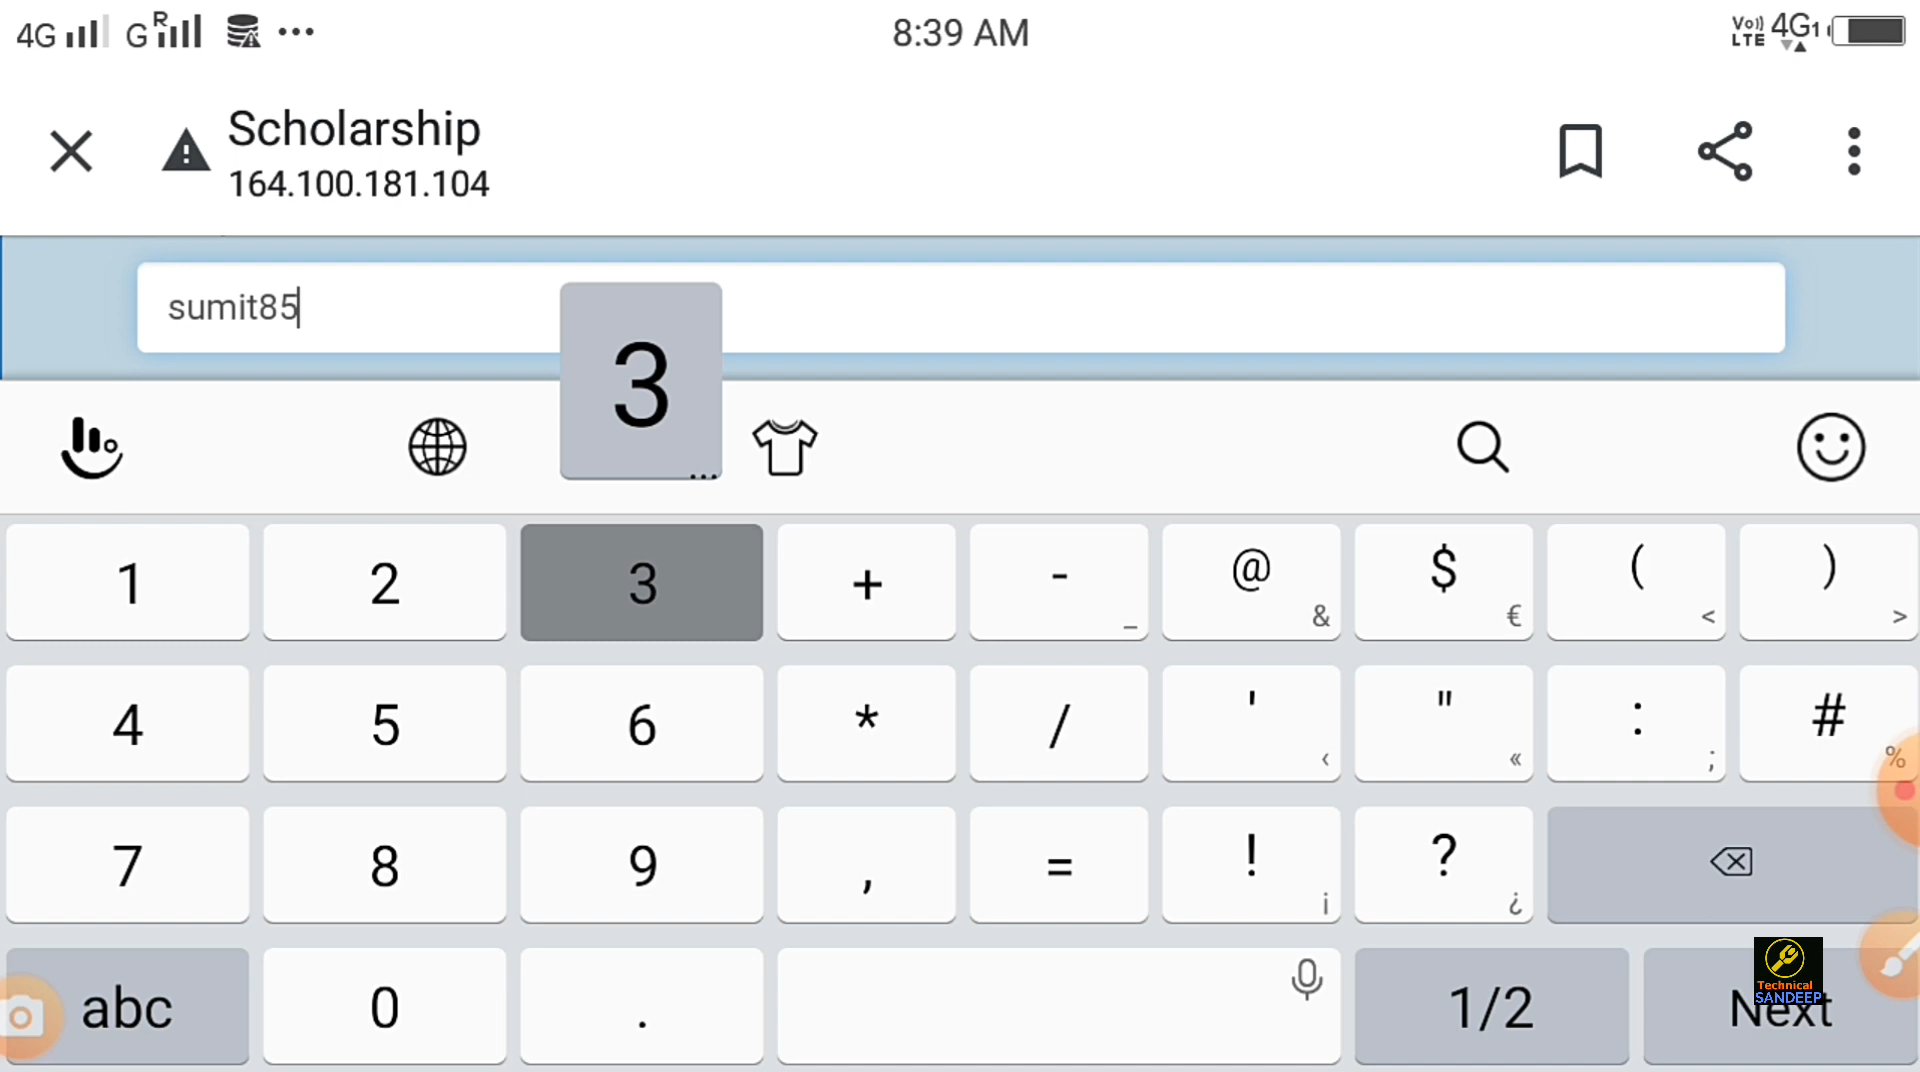 4G G R 8:39 AM Vo)) LTE 4G1
Scholarship
164.100.181.104
sumit85
3
1 2 3 + - _ @ & $ € ( < ) >
4 5 6 * / ' ‹ " « : ; # %
7 8 9 , = ! ¡ ? ¿
abc 0 . 1/2 Next
Technical
SANDEEP